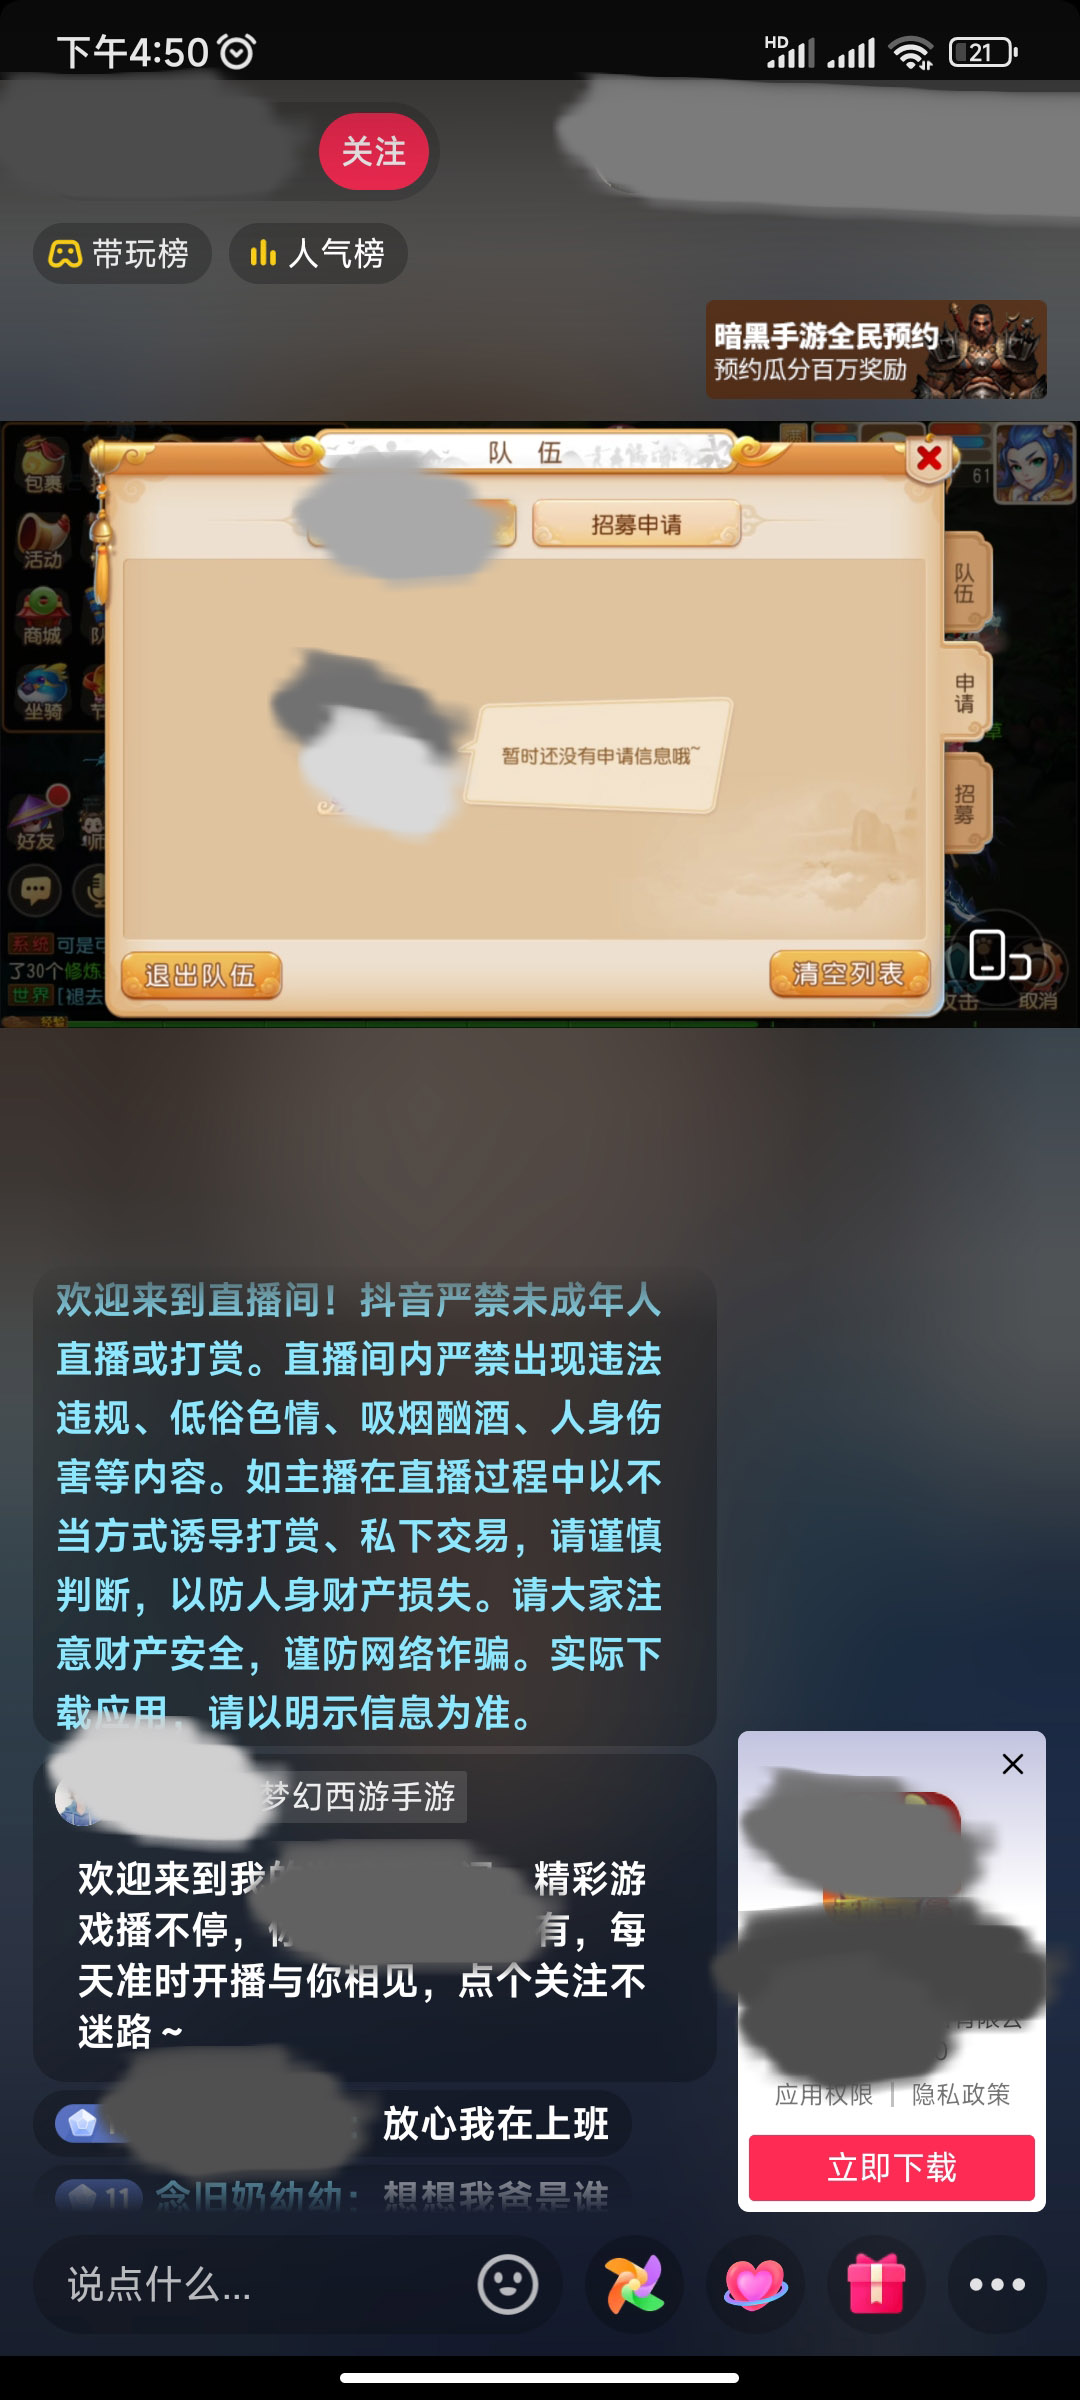 下午4:50
HD
21
关注
带玩榜
人气榜
暗黑手游全民预约
预约瓜分百万奖励
队 伍
包裹
61
招募申请
活动
队伍
商城
队
申请
坐骑
节
草
暂时还没有申请信息哦~
招募
好友
师
系统 可是可
了30个修炼
世界 [褪去
退出队伍
清空列表
攻击
取消
经验
欢迎来到直播间！抖音严禁未成年人
直播或打赏。直播间内严禁出现违法
违规、低俗色情、吸烟酗酒、人身伤
害等内容。如主播在直播过程中以不
当方式诱导打赏、私下交易，请谨慎
判断，以防人身财产损失。请大家注
意财产安全，谨防网络诈骗。实际下
载应用，请以明示信息为准。
梦幻西游手游
欢迎来到我 精彩游
戏播不停， 有，每
天准时开播与你相见，点个关注不
迷路～
有限公
应用权限 | 隐私政策
立即下载
：放心我在上班
11 念旧奶幼幼：想想我爸是谁
说点什么...